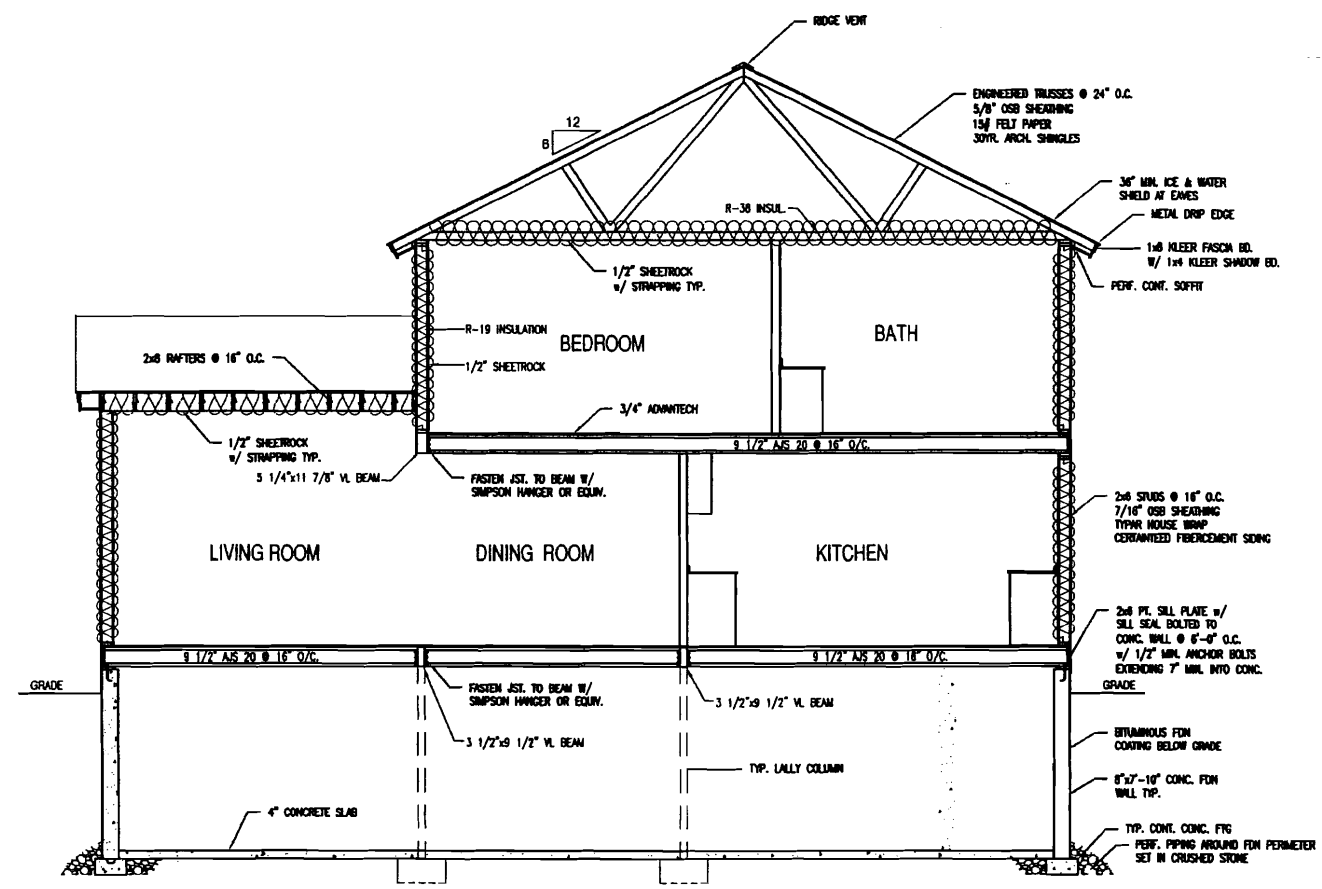 RIDGE VENT
ENGINEERED TRUSSES @ 24" O.C.
5/8" OSB SHEATHING
15# FELT PAPER
30YR. ARCH. SHINGLES
12
6
36" MIN. ICE & WATER
SHIELD AT EAVES
R-38 INSUL.
METAL DRIP EDGE
1x8 KLEER FASCIA BD.
W/ 1x4 KLEER SHADOW BD.
1/2" SHEETROCK
w/ STRAPPING TYP.
PERF. CONT. SOFFIT
R-19 INSULATION
BEDROOM
BATH
2x8 RAFTERS @ 16" O.C.
1/2" SHEETROCK
3/4" ADVANTECH
1/2" SHEETROCK
w/ STRAPPING TYP.
9 1/2" AJS 20 @ 16" O/C.
5 1/4"x11 7/8" VL BEAM
FASTEN JST. TO BEAM W/
SIMPSON HANGER OR EQUIV.
2x6 STUDS @ 16" O.C.
7/16" OSB SHEATHING
TYPAR HOUSE WRAP
CERTAINTEED FIBERCEMENT SIDING
LIVING ROOM
DINING ROOM
KITCHEN
2x6 PT. SILL PLATE w/
SILL SEAL BOLTED TO
CONC. WALL @ 6'-0" O.C.
w/ 1/2" MIN. ANCHOR BOLTS
EXTENDING 7" MIN. INTO CONC.
9 1/2" AJS 20 @ 16" O/C.
9 1/2" AJS 20 @ 16" O/C.
GRADE
GRADE
FASTEN JST. TO BEAM W/
SIMPSON HANGER OR EQUIV.
3 1/2"x9 1/2" VL BEAM
3 1/2"x9 1/2" VL BEAM
BITUMINOUS FDN
COATING BELOW GRADE
TYP. LALLY COLUMN
8"x7'-10" CONC. FDN
WALL TYP.
4" CONCRETE SLAB
TYP. CONT. CONC. FTG
PERF. PIPING AROUND FDN PERIMETER
SET IN CRUSHED STONE